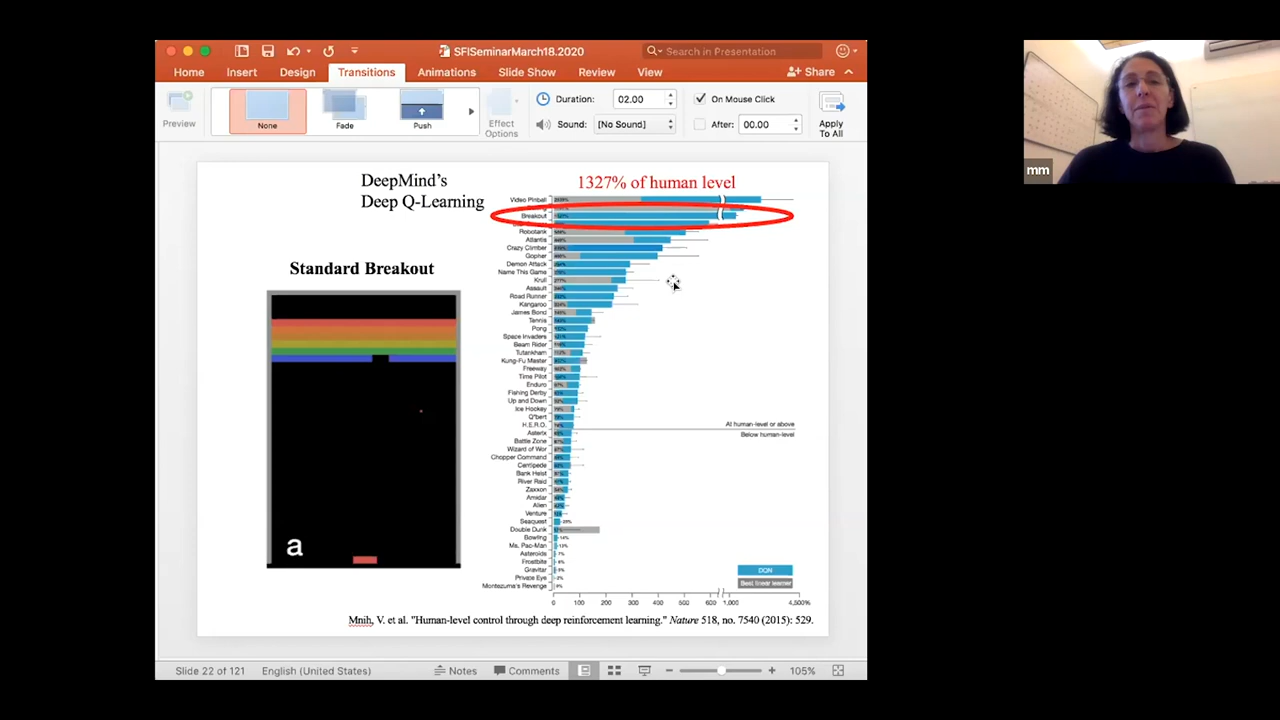 SFISeminarMarch18.2020
Search in Presentation
Home
Insert
Design
Transitions
Animations
Slide Show
Review
View
Share
Preview
None
Fade
Push
Effect
Options
Duration:
02.00
Sound:
[No Sound]
On Mouse Click
After:
00.00
Apply
To All
DeepMind's
Deep Q-Learning
1327% of human level
Standard Breakout
a
Video Pinball
Breakout
Robotank
Atlantis
Crazy Climber
Gopher
Demon Attack
Name This Game
Krull
Assault
Road Runner
Kangaroo
James Bond
Tennis
Pong
Space Invaders
Beam Rider
Tutankham
Kung-Fu Master
Freeway
Time Pilot
Enduro
Fishing Derby
Up and Down
Ice Hockey
Q*bert
H.E.R.O.
Asterix
Battle Zone
Wizard of Wor
Chopper Command
Centipede
Bank Heist
River Raid
Zaxxon
Amidar
Alien
Venture
Seaquest
Double Dunk
Bowling
Ms. Pac-Man
Asteroids
Frostbite
Gravitar
Private Eye
Montezuma's Revenge
At human-level or above
Below human-level
DQN
Best linear learner
0 100 200 300 400 500 600 1,000 4,500%
Mnih, V. et al. "Human-level control through deep reinforcement learning." Nature 518, no. 7540 (2015): 529.
Slide 22 of 121
English (United States)
Notes
Comments
105%
mm